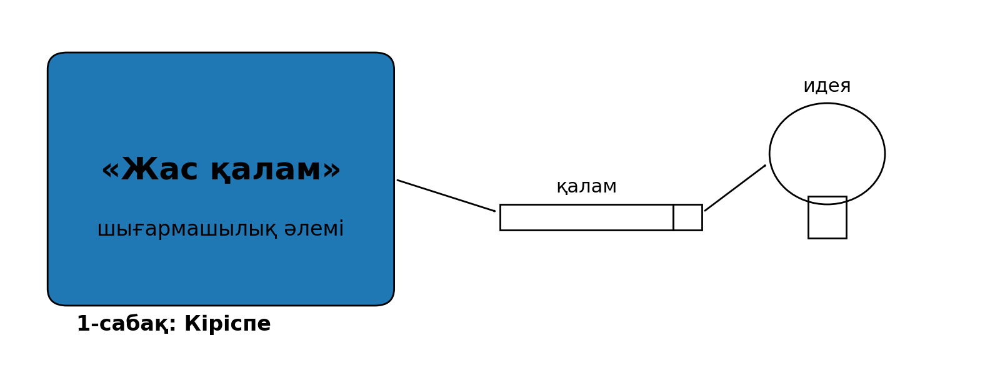 «Жас қалам»
шығармашылық әлемі
1-сабақ: Кіріспе
қалам
идея